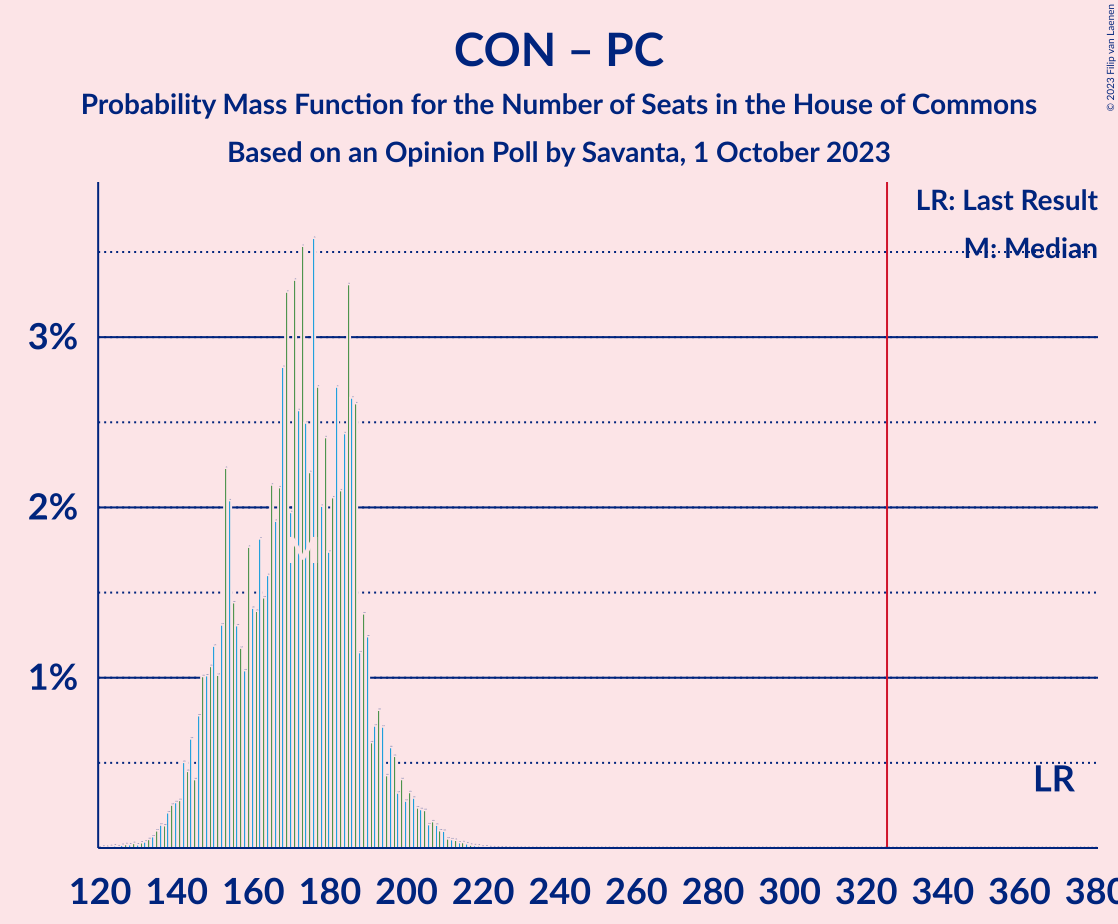 CON – PC
Probability Mass Function for the Number of Seats in the House of Commons
Based on an Opinion Poll by Savanta, 1 October 2023
© 2023 Filip van Laenen
LR: Last Result
M: Median
3%
2%
1%
LR
120 140 160 180 200 220 240 260 280 300 320 340 360 380